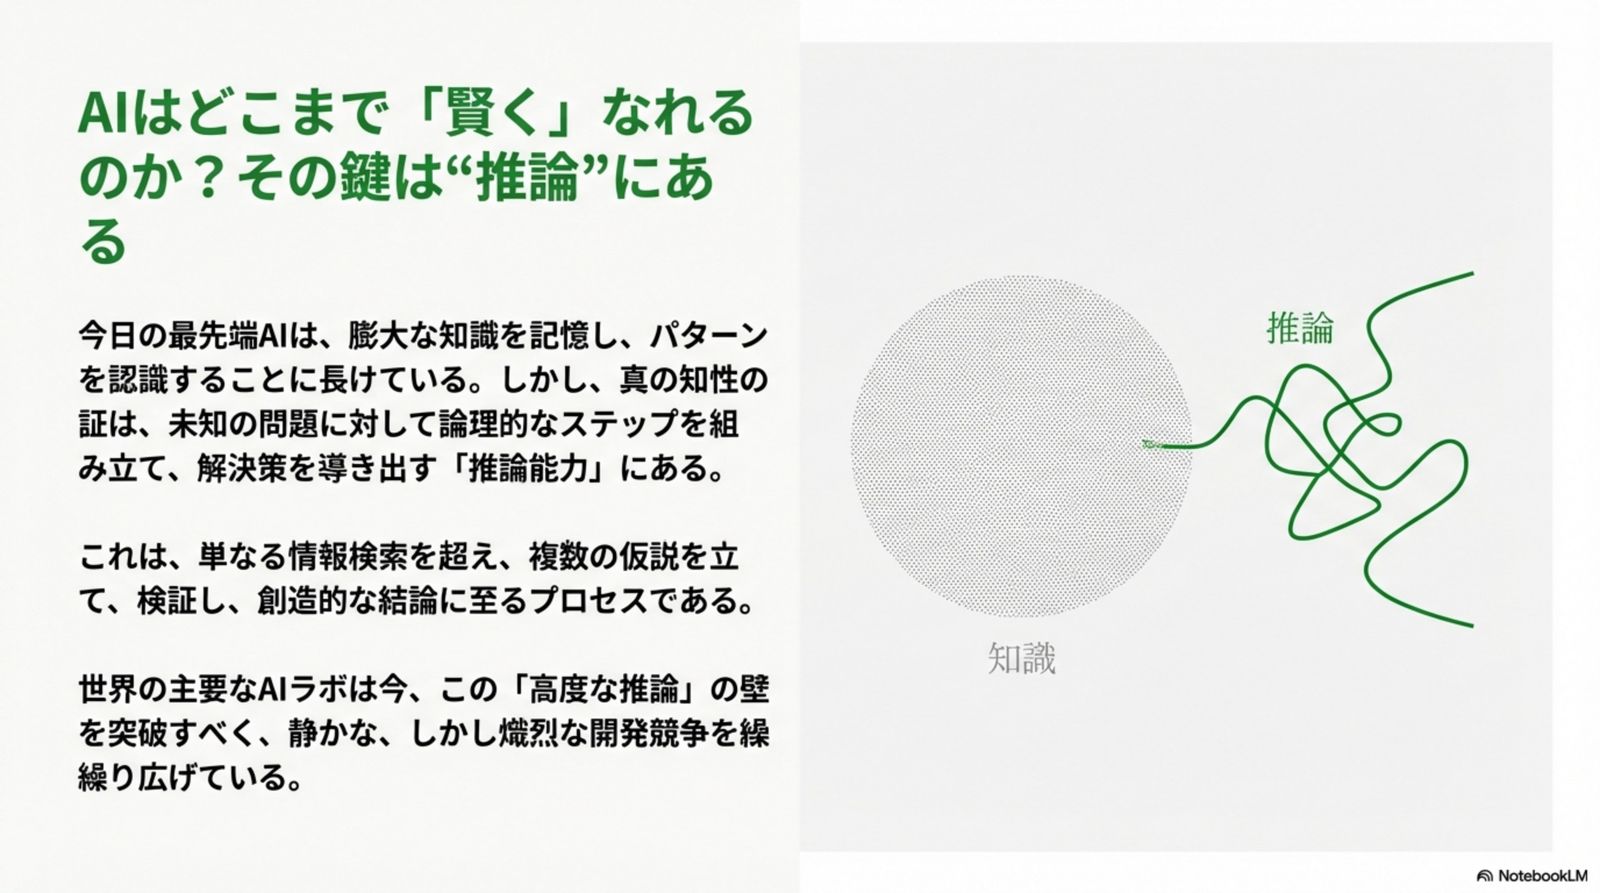 AIはどこまで「賢く」なれる
のか？その鍵は“推論”にあ
る
今日の最先端AIは、膨大な知識を記憶し、パターン
を認識することに長けている。しかし、真の知性の
証は、未知の問題に対して論理的なステップを組
み立て、解決策を導き出す「推論能力」にある。
これは、単なる情報検索を超え、複数の仮説を立
て、検証し、創造的な結論に至るプロセスである。
世界の主要なAIラボは今、この「高度な推論」の壁
を突破すべく、静かな、しかし熾烈な開発競争を繰
繰り広げている。
推論
知識
NotebookLM